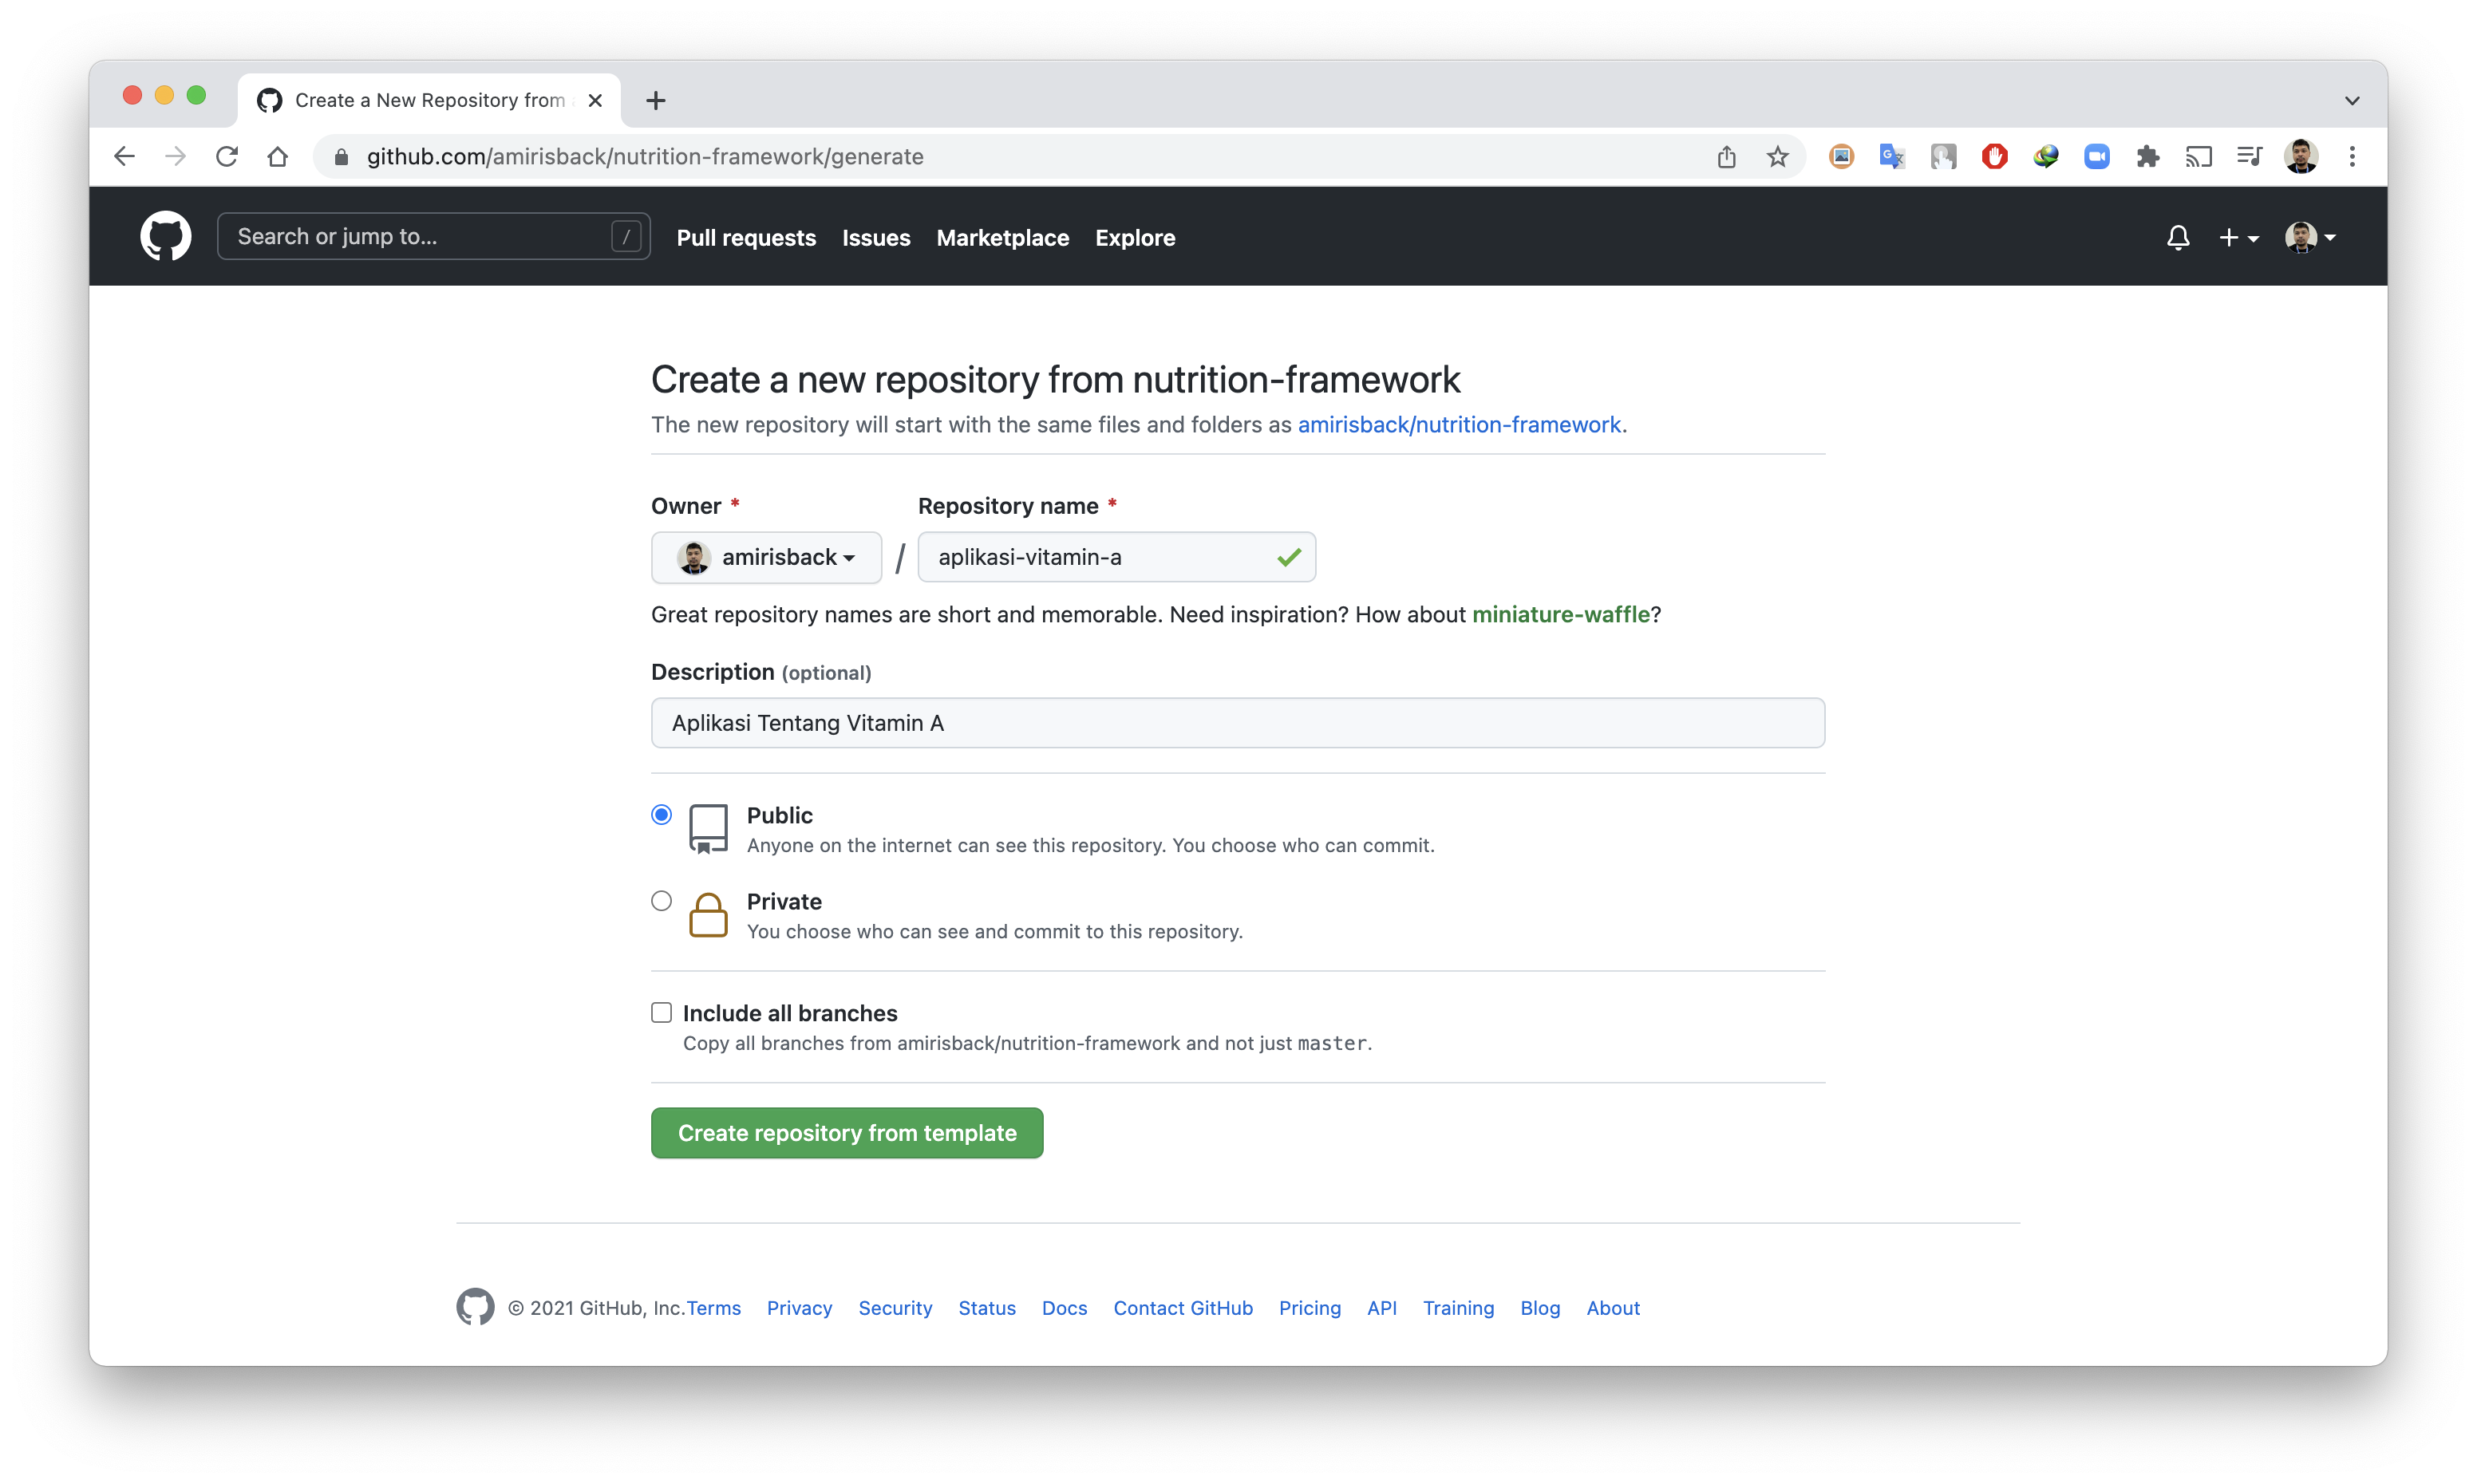 Create a New Repository from
github.com/amirisback/nutrition-framework/generate
Search or jump to... /
Pull requests Issues Marketplace Explore
Create a new repository from nutrition-framework
The new repository will start with the same files and folders as amirisback/nutrition-framework.
Owner * Repository name *
amirisback / aplikasi-vitamin-a
Great repository names are short and memorable. Need inspiration? How about miniature-waffle?
Description (optional)
Aplikasi Tentang Vitamin A
Public
Anyone on the internet can see this repository. You choose who can commit.
Private
You choose who can see and commit to this repository.
Include all branches
Copy all branches from amirisback/nutrition-framework and not just master.
Create repository from template
© 2021 GitHub, Inc. Terms Privacy Security Status Docs Contact GitHub Pricing API Training Blog About